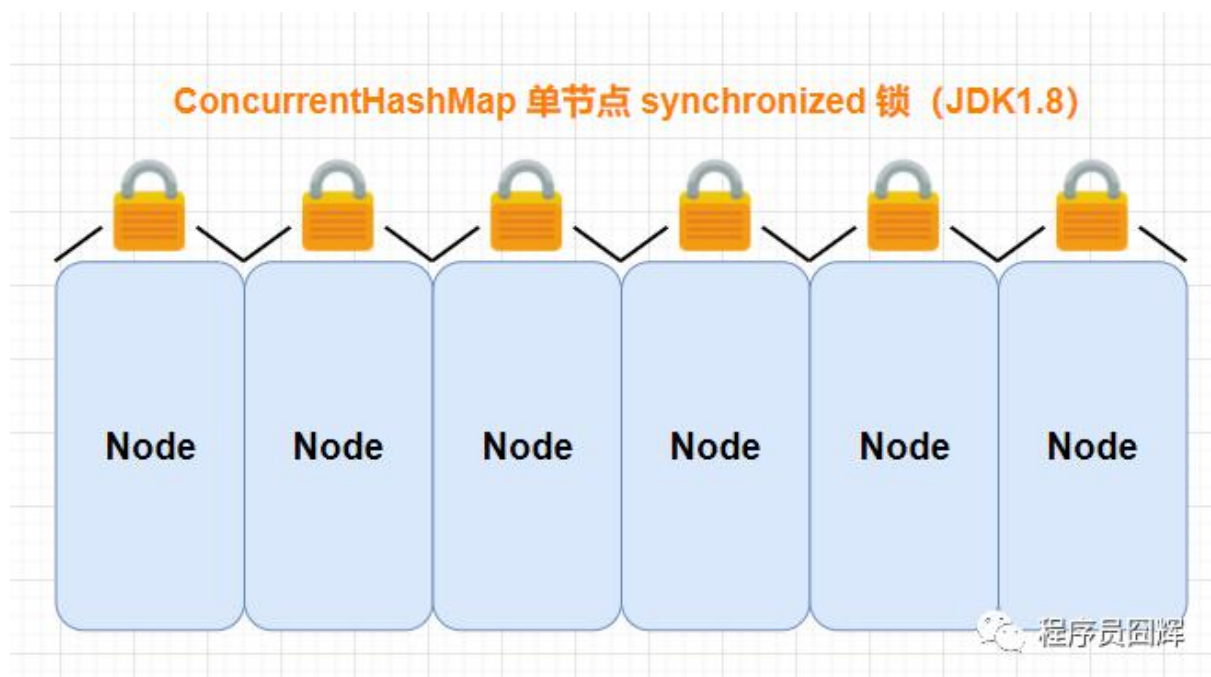 ConcurrentHashMap 单节点 synchronized 锁（JDK1.8）
Node Node Node Node Node Node
程序员囧辉